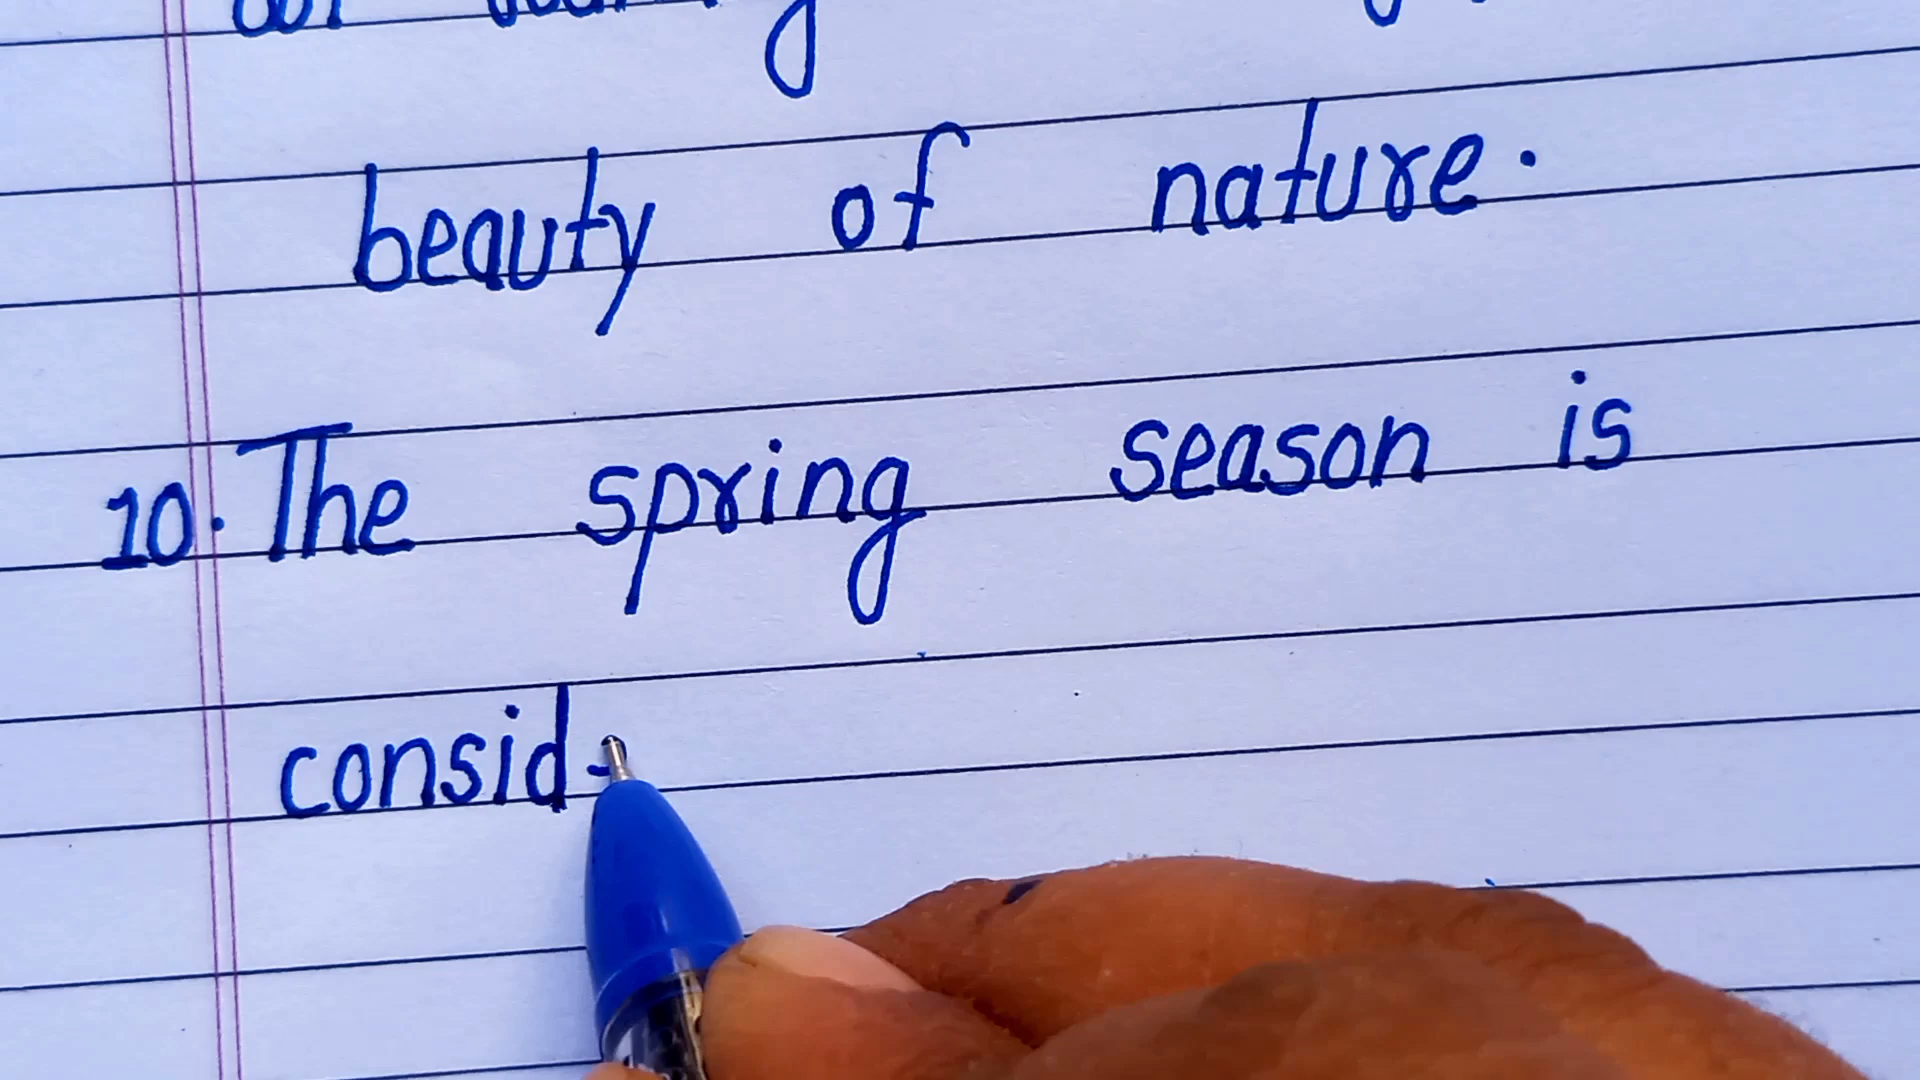 beauty of nature.
10. The spring season is
consid